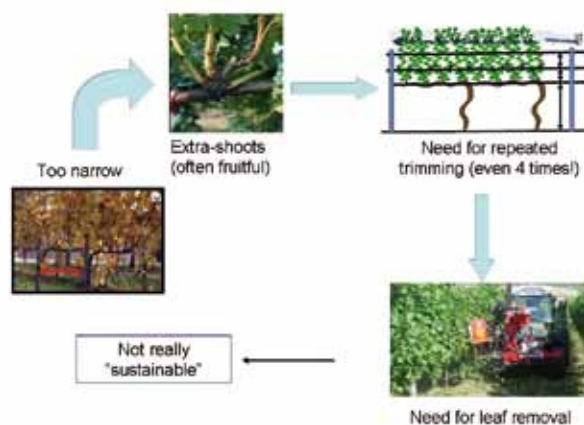 Too narrow
Extra-shoots
(often fruitful)
Need for repeated
trimming (even 4 times!)
Need for leaf removal
Not really
"sustainable"